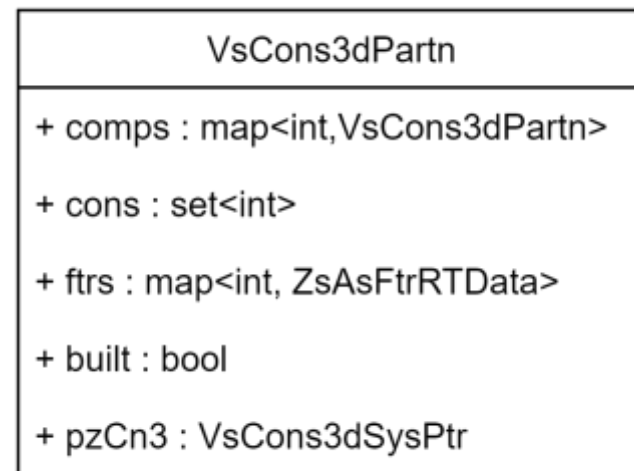 VsCons3dPartn
+ comps : map<int,VsCons3dPartn>
+ cons : set<int>
+ ftrs : map<int, ZsAsFtrRTData>
+ built : bool
+ pzCn3 : VsCons3dSysPtr